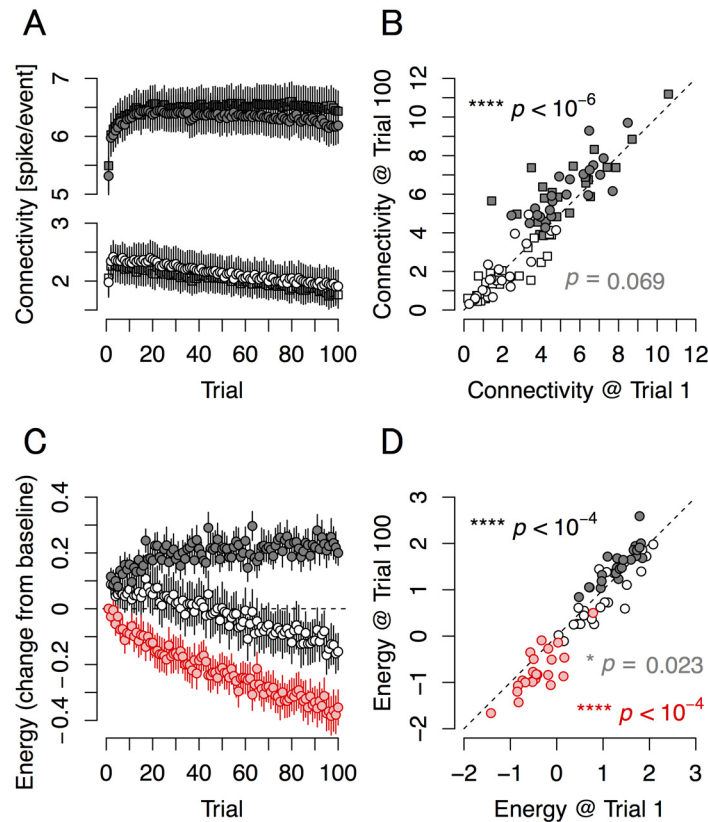 A
Connectivity [spike/event]
7
6
5
3
2
0 20 40 60 80 100
Trial
B
Connectivity @ Trial 100
12
10
8
6
4
2
0
**** p < 10⁻⁶
p = 0.069
0 2 4 6 8 10 12
Connectivity @ Trial 1
C
Energy (change from baseline)
0.4
0.2
0
−0.2
−0.4
0 20 40 60 80 100
Trial
D
Energy @ Trial 100
3
2
1
0
−1
−2
**** p < 10⁻⁴
* p = 0.023
**** p < 10⁻⁴
−2 −1 0 1 2 3
Energy @ Trial 1